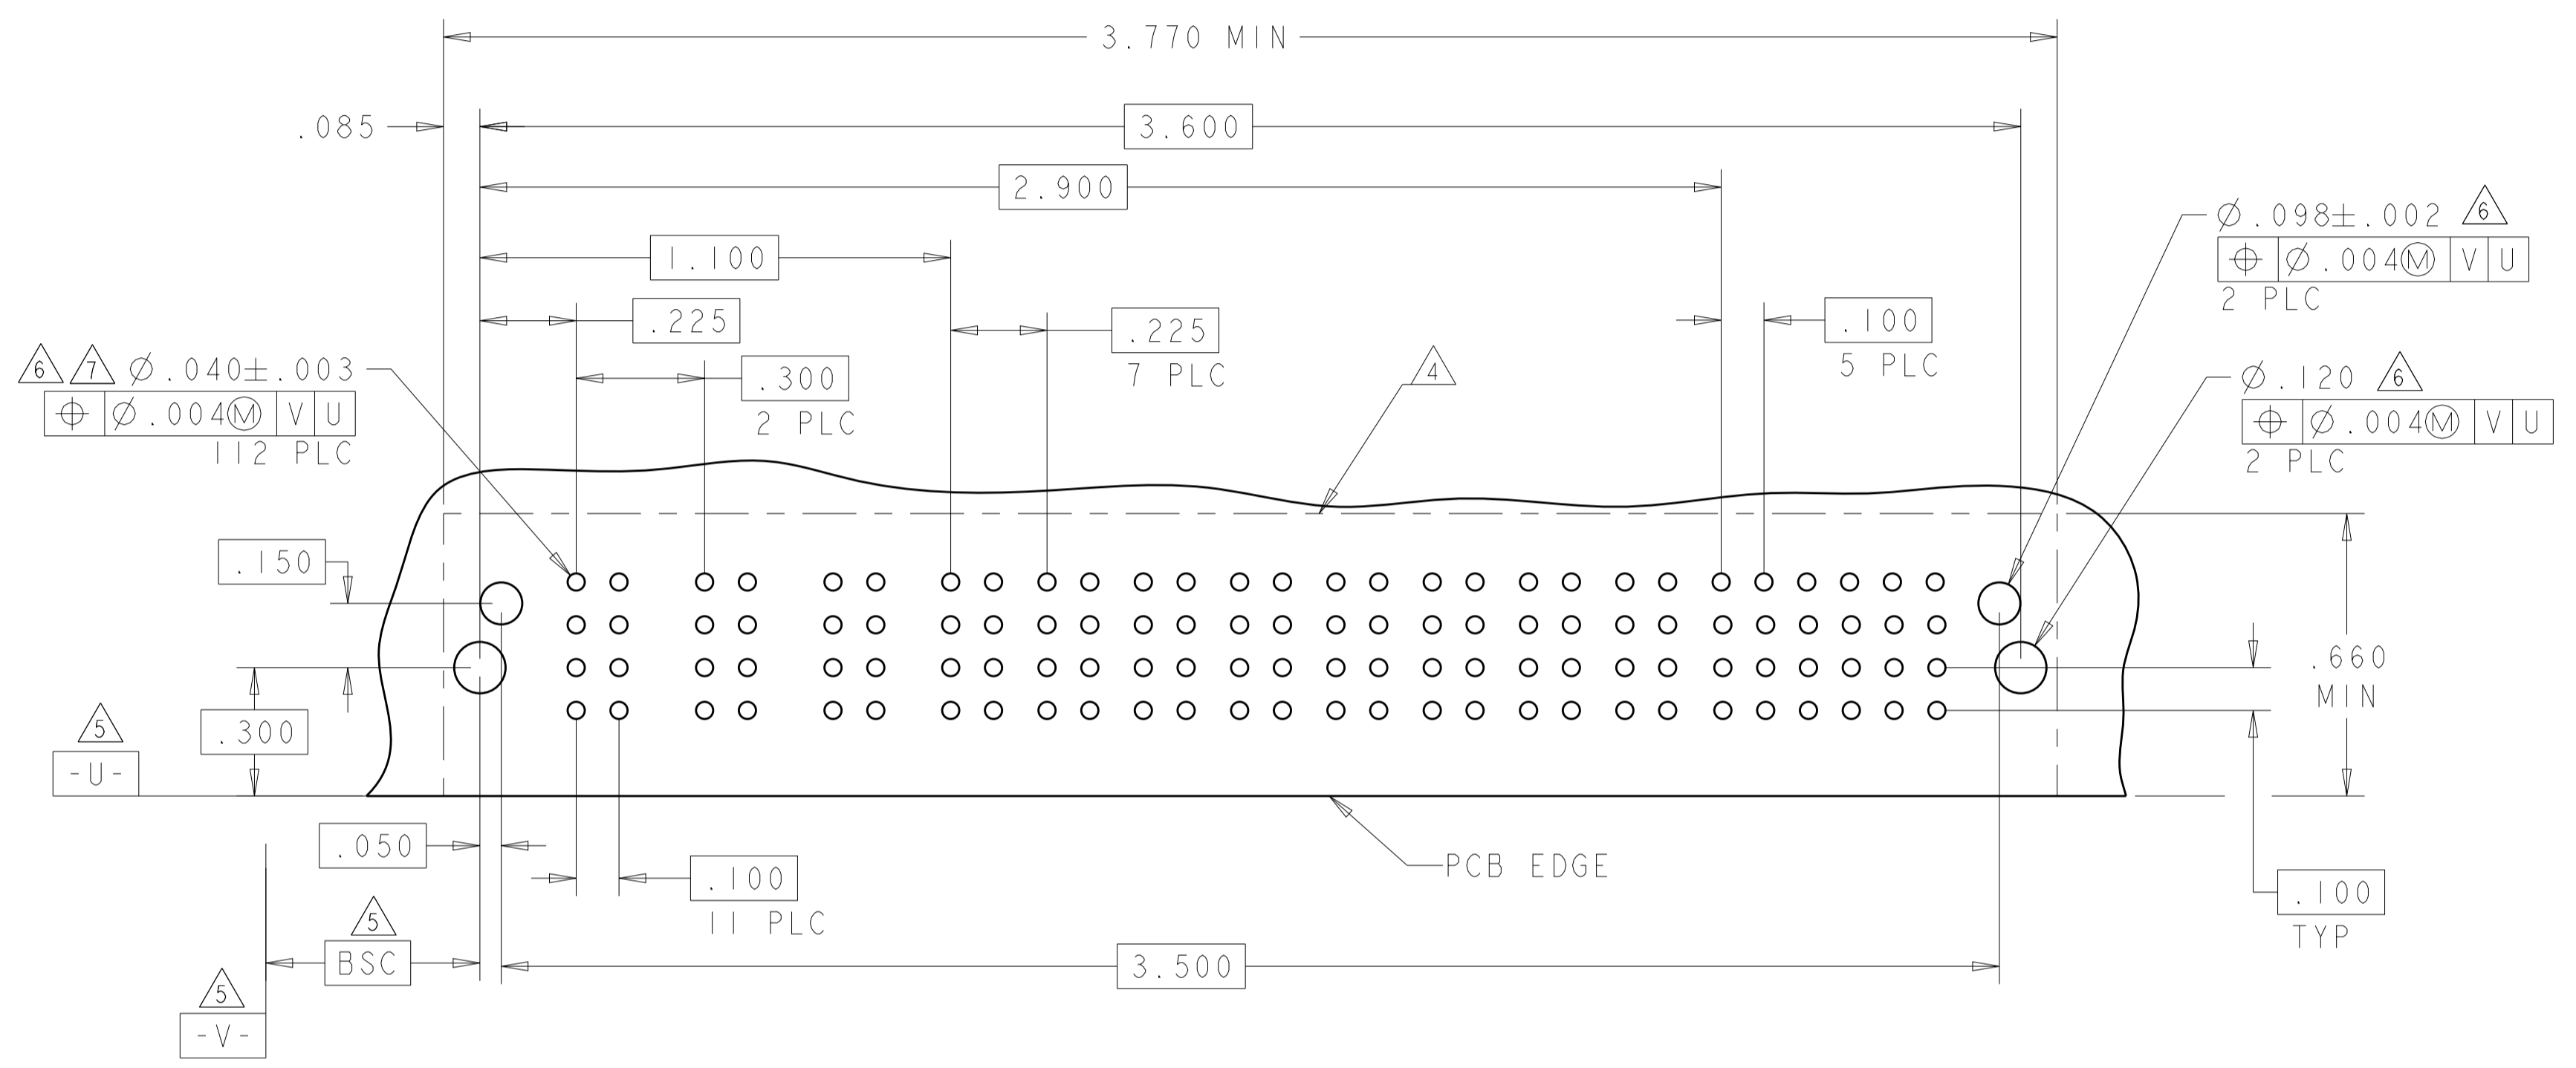 3.770 MIN
.085
3.600
2.900
⌀.098±.002 6
⌖ ⌀.004Ⓜ V U
2 PLC
1.100
.225
.225
7 PLC
.100
5 PLC
6 7 ⌀.040±.003
⌖ ⌀.004Ⓜ V U
112 PLC
.300
2 PLC
4
⌀.120 6
⌖ ⌀.004Ⓜ V U
2 PLC
.150
.660
MIN
5
-U-
.300
.050
.100
11 PLC
PCB EDGE
.100
TYP
5
BSC
3.500
5
-V-